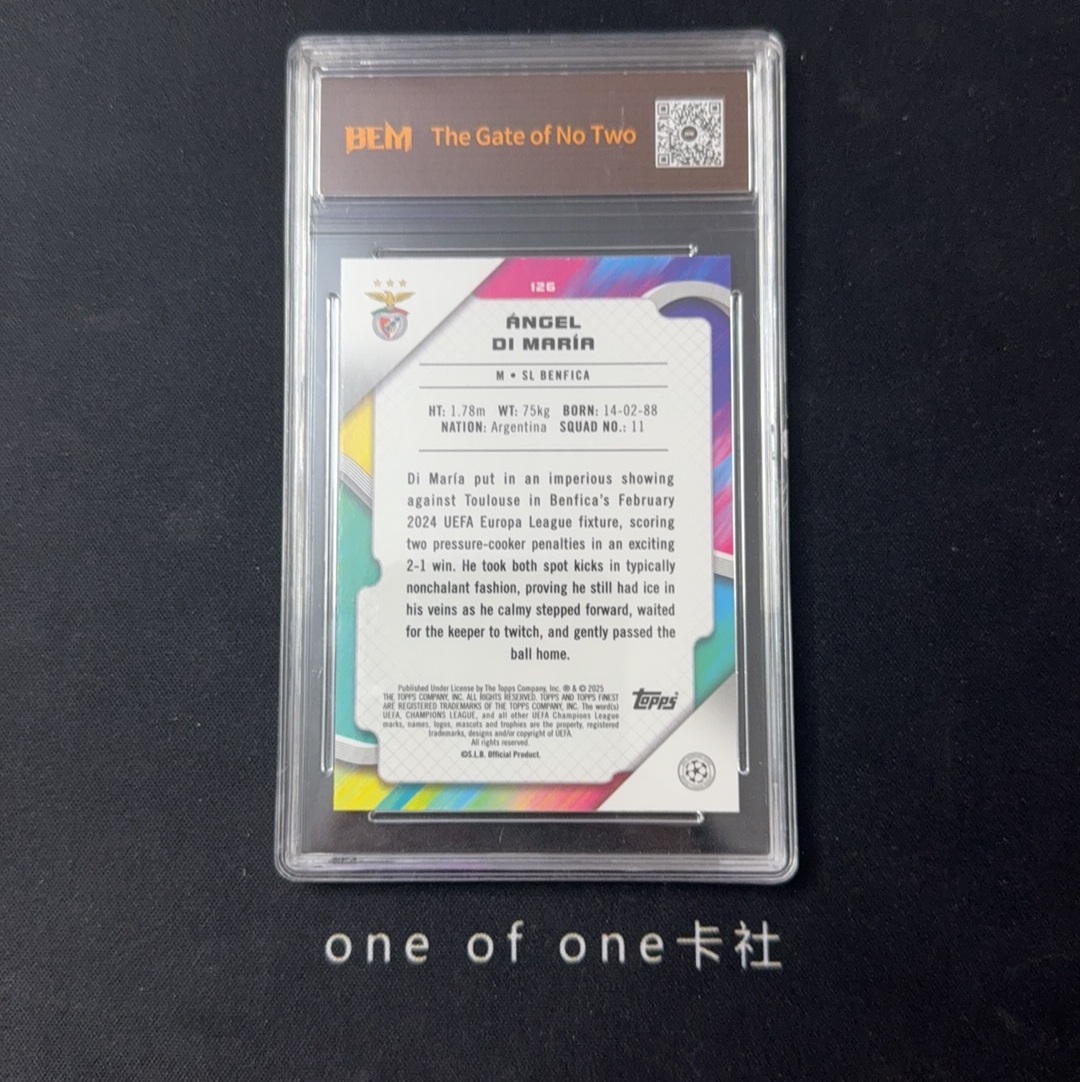 BEM The Gate of No Two
126
ÁNGEL
DI MARÍA
M • SL BENFICA
HT: 1.78m WT: 75kg BORN: 14-02-88
NATION: Argentina SQUAD NO.: 11
Di María put in an imperious showing
against Toulouse in Benfica's February
2024 UEFA Europa League fixture, scoring
two pressure-cooker penalties in an exciting
2-1 win. He took both spot kicks in typically
nonchalant fashion, proving he still had ice in
his veins as he calmy stepped forward, waited
for the keeper to twitch, and gently passed the
ball home.
Published Under License by The Topps Company, Inc. ® & © 2025
THE TOPPS COMPANY, INC. ALL RIGHTS RESERVED. TOPPS AND TOPPS FINEST
ARE REGISTERED TRADEMARKS OF THE TOPPS COMPANY, INC. The word(s)
UEFA, CHAMPIONS LEAGUE, and all other UEFA Champions League
marks, names, logos, mascots and trophies are the property, registered
trademarks, designs and/or copyright of UEFA.
All rights reserved.
©S.L.B. Official Product.
Topps
one of one卡社